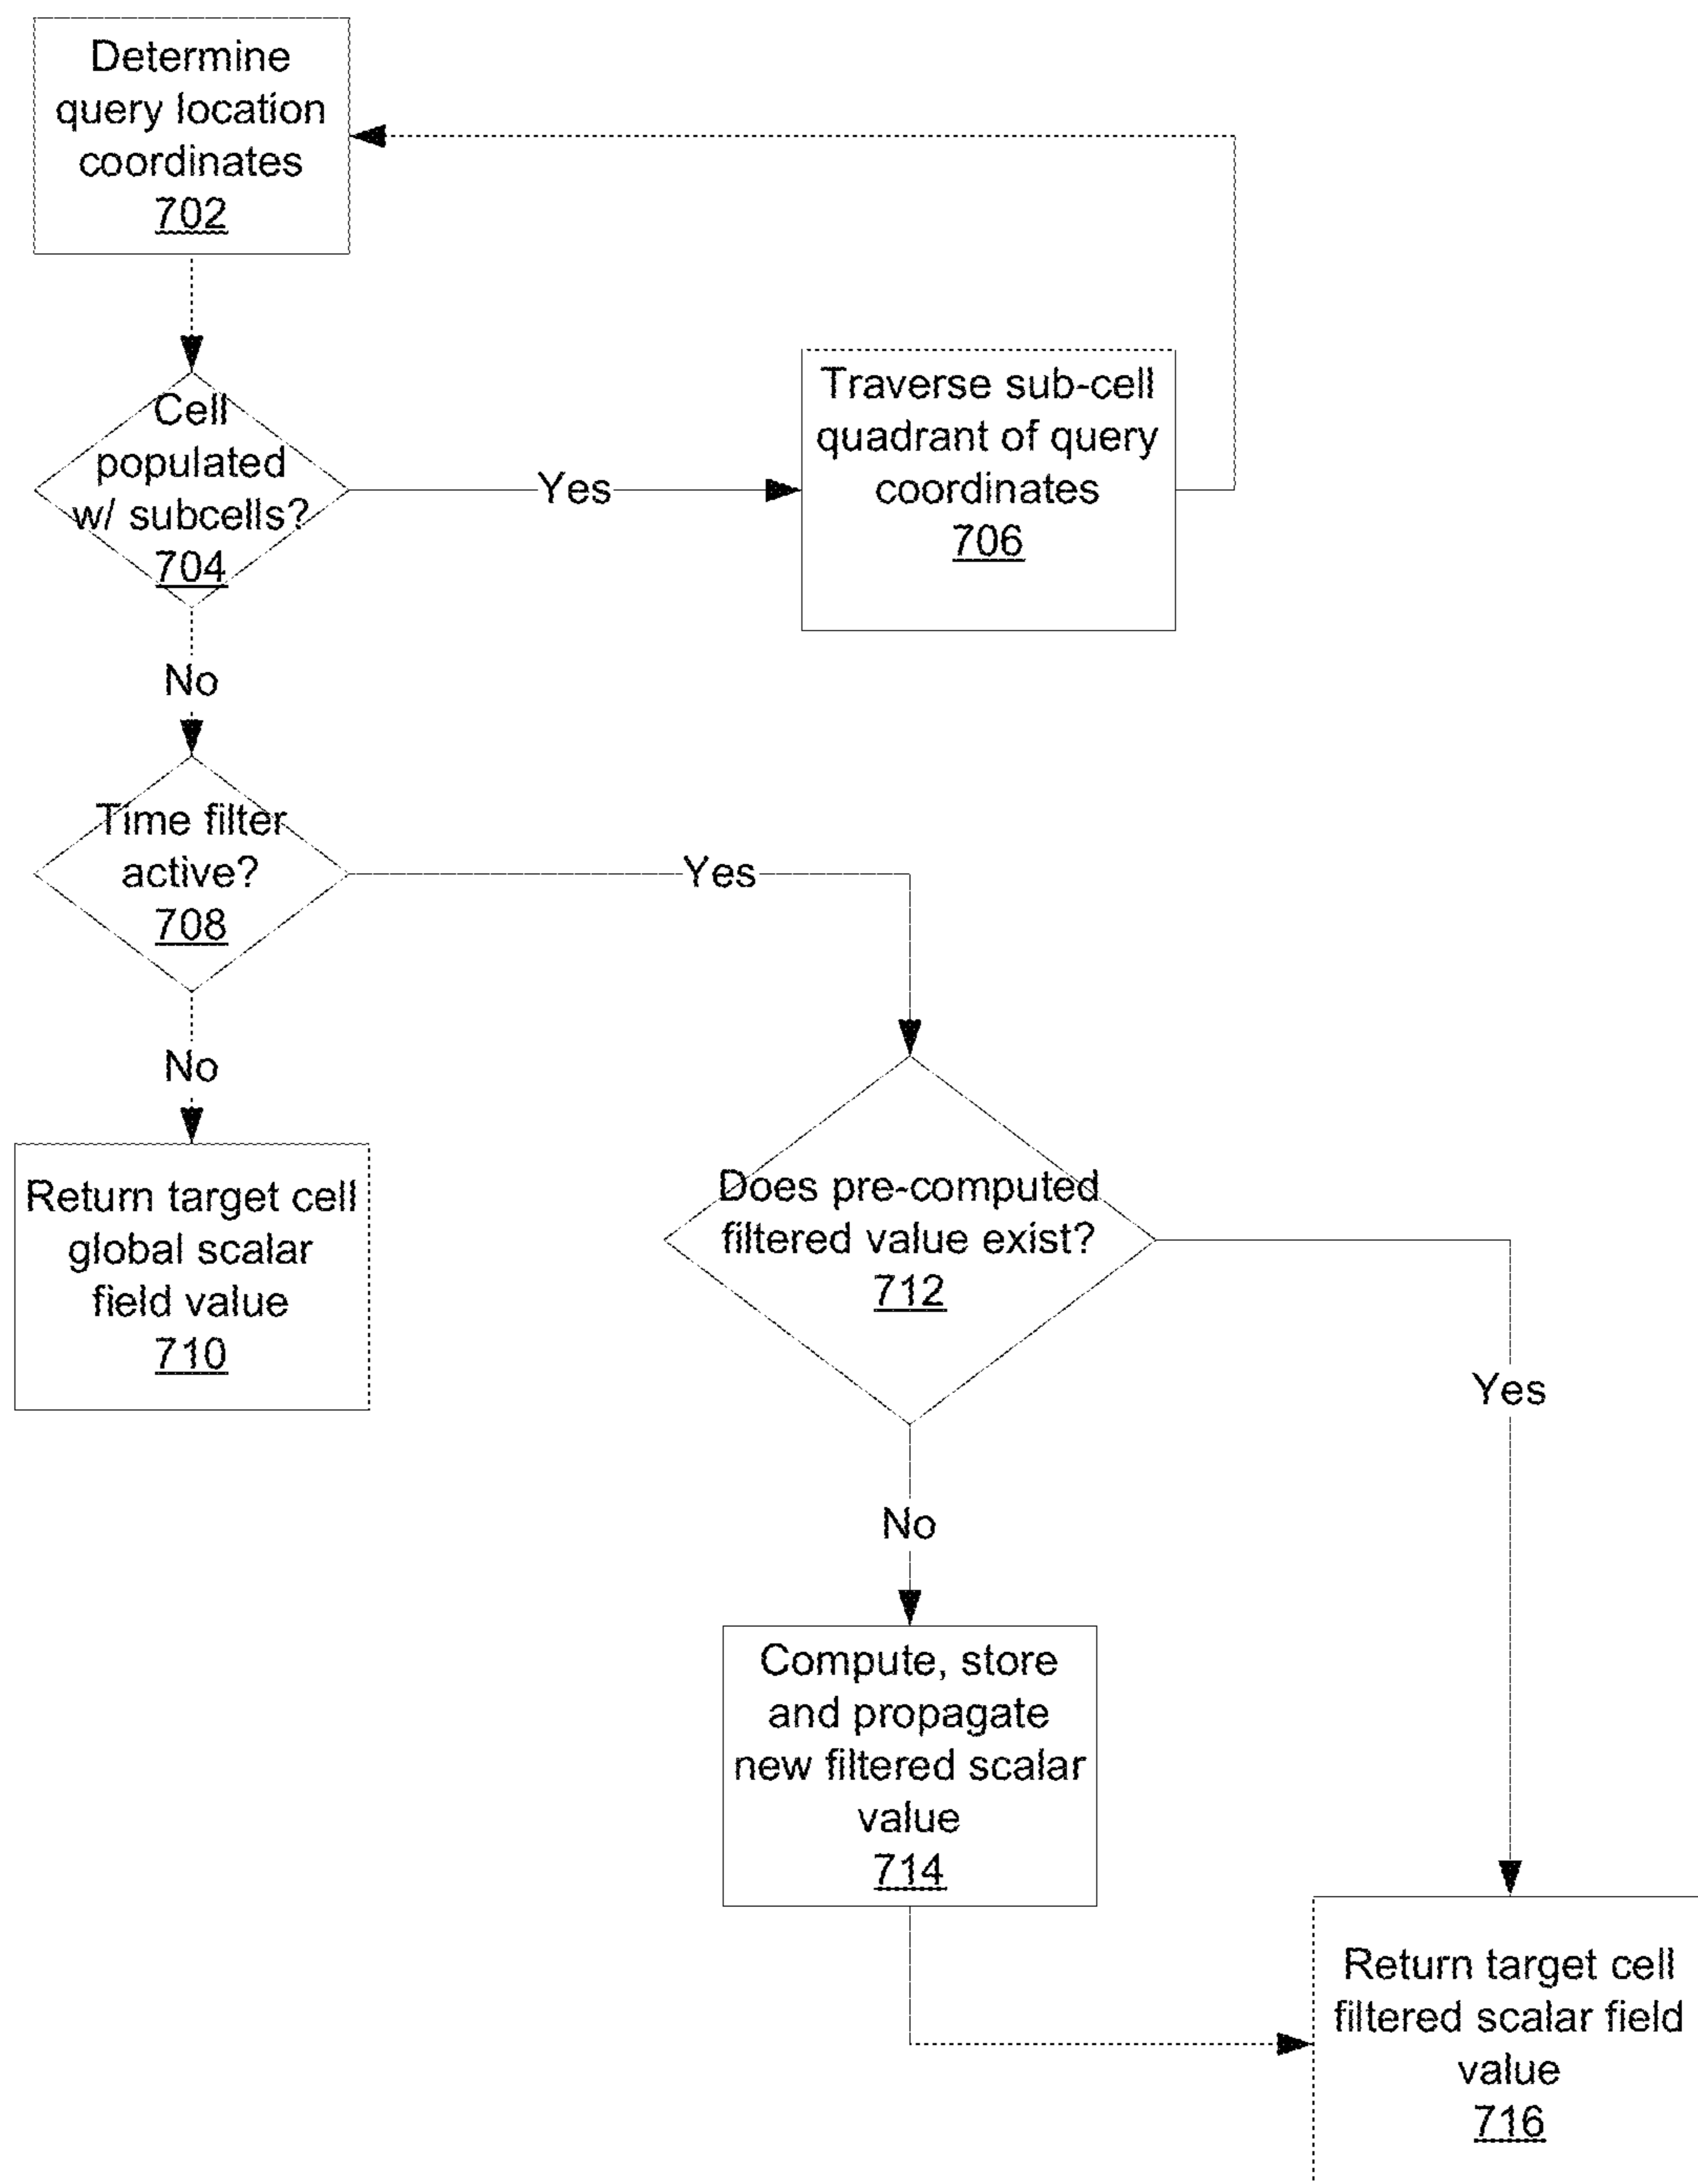 Determine
query location
coordinates
702
Cell
populated
w/ subcells?
704
Yes
Traverse sub-cell
quadrant of query
coordinates
706
No
Time filter
active?
708
Yes
No
Return target cell
global scalar
field value
710
Does pre-computed
filtered value exist?
712
Yes
No
Compute, store
and propagate
new filtered scalar
value
714
Return target cell
filtered scalar field
value
716